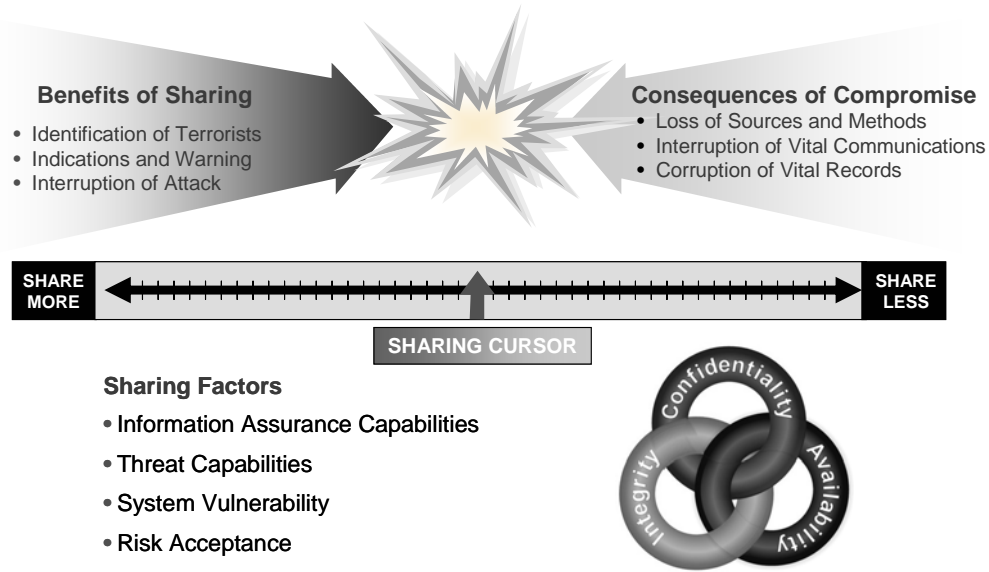 Benefits of Sharing
• Identification of Terrorists
• Indications and Warning
• Interruption of Attack
Consequences of Compromise
• Loss of Sources and Methods
• Interruption of Vital Communications
• Corruption of Vital Records
SHARE
MORE
SHARE
LESS
SHARING CURSOR
Sharing Factors
• Information Assurance Capabilities
• Threat Capabilities
• System Vulnerability
• Risk Acceptance
Confidentiality
Integrity
Availability